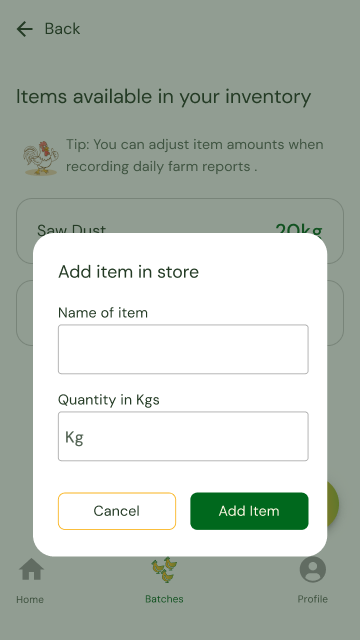 Back
Items available in your inventory
Tip: You can adjust item amounts when
recording daily farm reports .
Saw Dust 20kg
Add item in store
Name of item
Quantity in Kgs
Kg
Cancel Add Item
Home Batches Profile